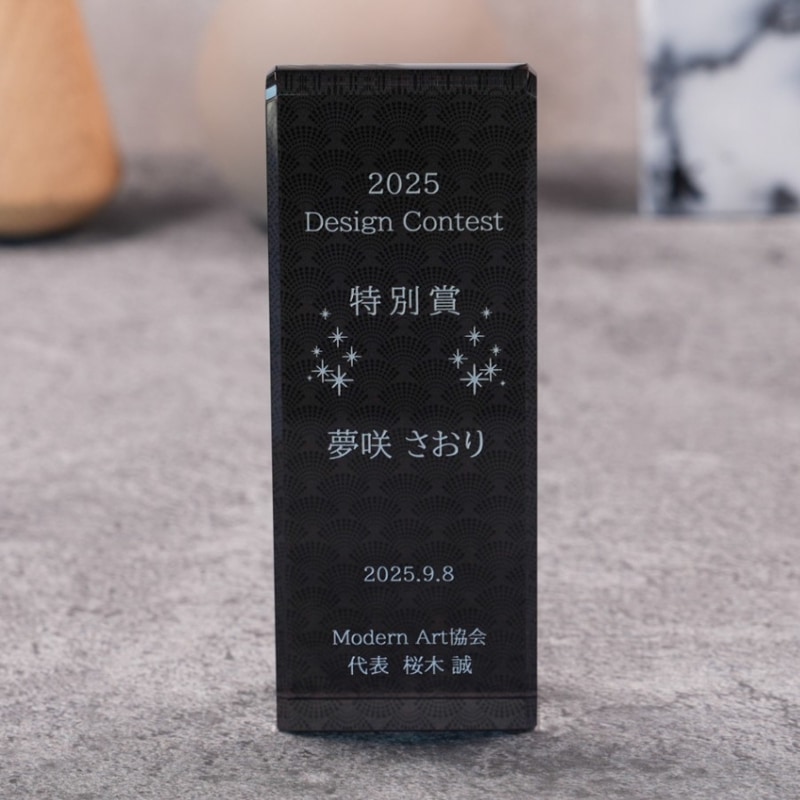 2025
Design Contest
特別賞
夢咲 さおり
2025.9.8
Modern Art協会
代表 桜木 誠